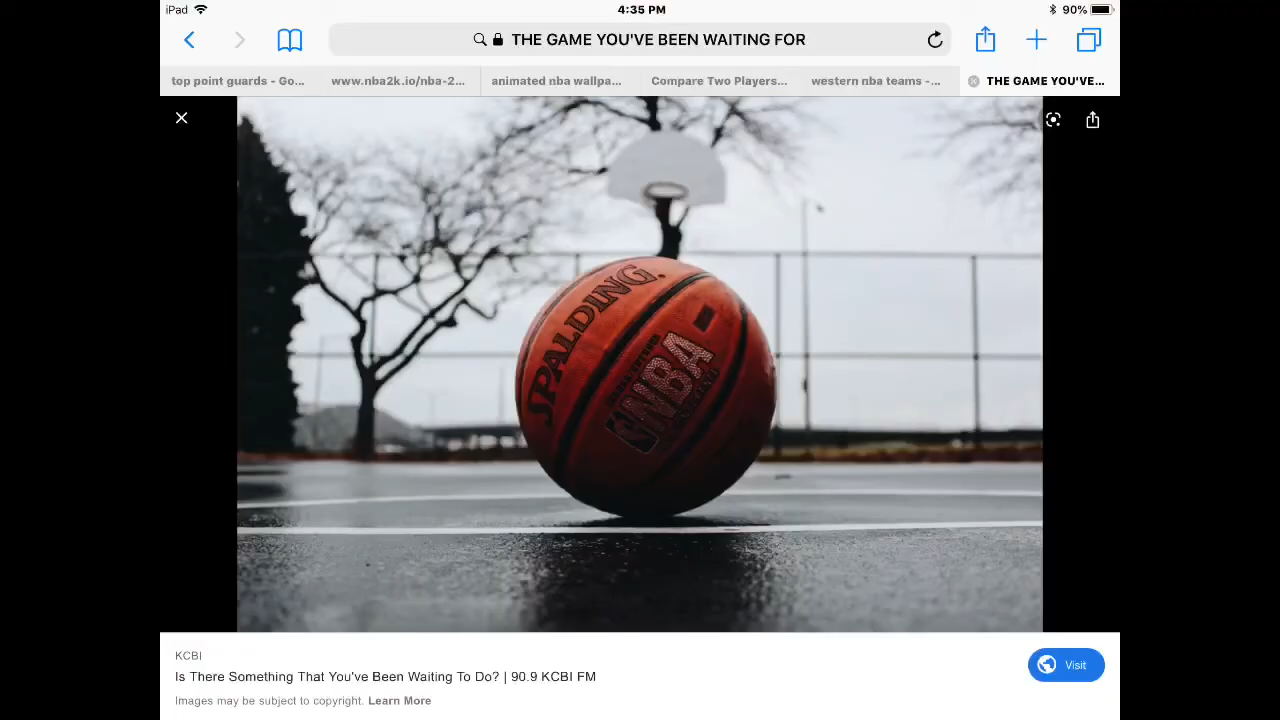 iPad
4:35 PM
90%
THE GAME YOU'VE BEEN WAITING FOR
top point guards - Go...
www.nba2k.io/nba-2...
animated nba wallpa...
Compare Two Players...
western nba teams -...
THE GAME YOU'VE...
SPALDING
NBA
KCBI
Is There Something That You've Been Waiting To Do? | 90.9 KCBI FM
Visit
Images may be subject to copyright. Learn More